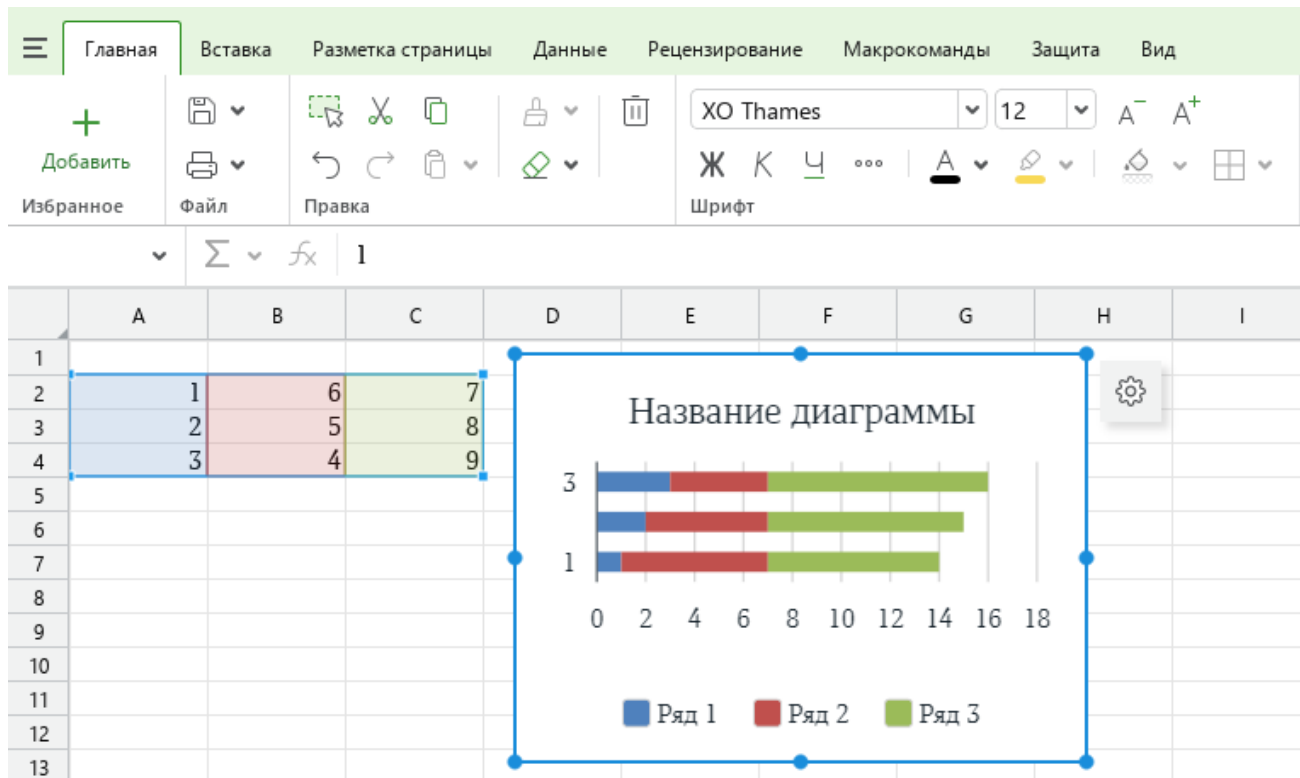 Главная Вставка Разметка страницы Данные Рецензирование Макрокоманды Защита Вид
XO Thames 12 A⁻ A⁺
Добавить Ж К Ч A
Избранное Файл Правка Шрифт
Σ fx 1
A B C D E F G H I
1
2 1 6 7
3 2 5 8
4 3 4 9
5
6
7
8
9
10
11
12
13
Название диаграммы
3
1
0 2 4 6 8 10 12 14 16 18
Ряд 1 Ряд 2 Ряд 3